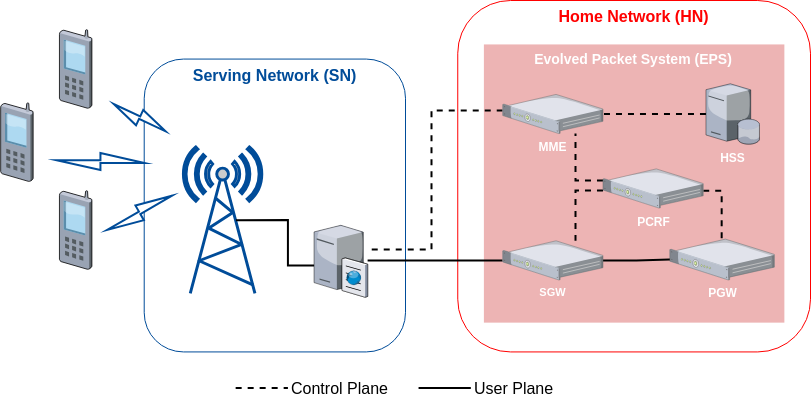 Home Network (HN)
Serving Network (SN)
Evolved Packet System (EPS)
MME
HSS
PCRF
SGW
PGW
Control Plane
User Plane